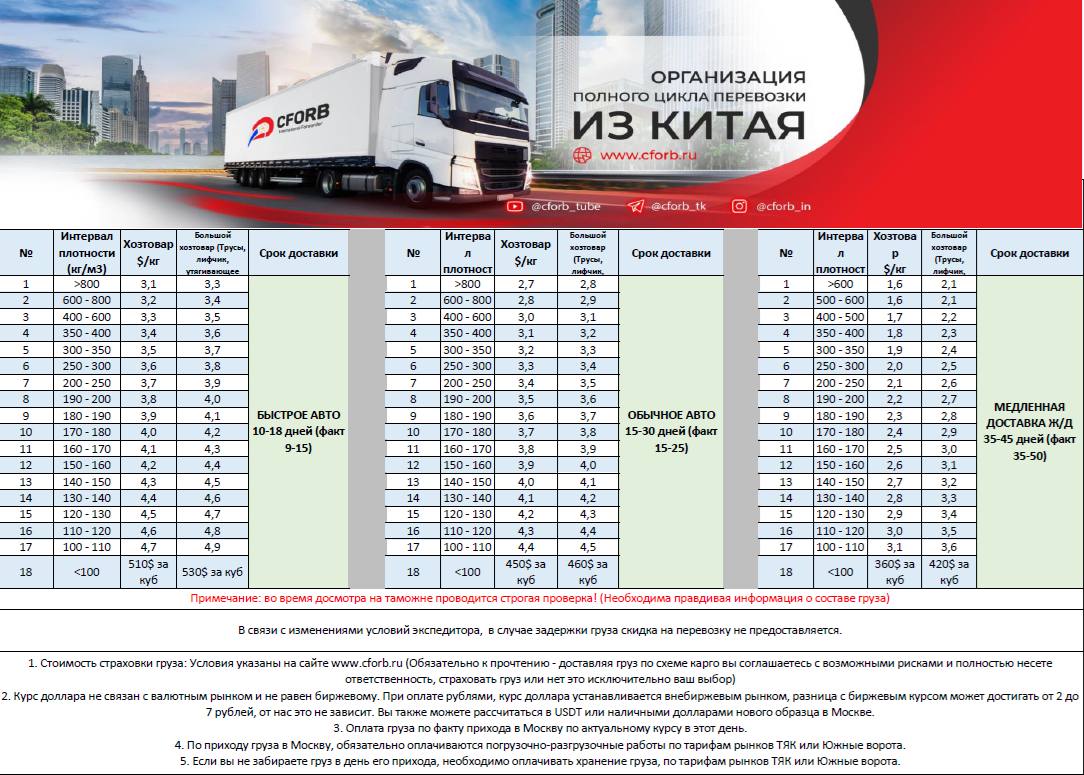 CFORB
International Forwarder
ОРГАНИЗАЦИЯ
ПОЛНОГО ЦИКЛА ПЕРЕВОЗКИ
ИЗ КИТАЯ
www.cforb.ru
@cforb_tube @cforb_tk @cforb_in
№ Интервал плотности (кг/м3) Хозтовар $/кг Большой хозтовар (Трусы, лифчик, утягивающее Срок доставки № Интервал плотност Хозтовар $/кг Большой хозтовар (Трусы, лифчик, Срок доставки № Интервал плотност Хозтовар $/кг Большой хозтовар (Трусы, лифчик, Срок доставки
1 >800 3,1 3,3 1 >800 2,7 2,8 1 >600 1,6 2,1
2 600 - 800 3,2 3,4 2 600 - 800 2,8 2,9 2 500 - 600 1,6 2,1
3 400 - 600 3,3 3,5 3 400 - 600 3,0 3,1 3 400 - 500 1,7 2,2
4 350 - 400 3,4 3,6 4 350 - 400 3,1 3,2 4 350 - 400 1,8 2,3
5 300 - 350 3,5 3,7 5 300 - 350 3,2 3,3 5 300 - 350 1,9 2,4
6 250 - 300 3,6 3,8 6 250 - 300 3,3 3,4 6 250 - 300 2,0 2,5
7 200 - 250 3,7 3,9 7 200 - 250 3,4 3,5 7 200 - 250 2,1 2,6
8 190 - 200 3,8 4,0 8 190 - 200 3,5 3,6 8 190 - 200 2,2 2,7
9 180 - 190 3,9 4,1 9 180 - 190 3,6 3,7 9 180 - 190 2,3 2,8
10 170 - 180 4,0 4,2 10 170 - 180 3,7 3,8 10 170 - 180 2,4 2,9
11 160 - 170 4,1 4,3 11 160 - 170 3,8 3,9 11 160 - 170 2,5 3,0
12 150 - 160 4,2 4,4 12 150 - 160 3,9 4,0 12 150 - 160 2,6 3,1
13 140 - 150 4,3 4,5 13 140 - 150 4,0 4,1 13 140 - 150 2,7 3,2
14 130 - 140 4,4 4,6 14 130 - 140 4,1 4,2 14 130 - 140 2,8 3,3
15 120 - 130 4,5 4,7 15 120 - 130 4,2 4,3 15 120 - 130 2,9 3,4
16 110 - 120 4,6 4,8 16 110 - 120 4,3 4,4 16 110 - 120 3,0 3,5
17 100 - 110 4,7 4,9 17 100 - 110 4,4 4,5 17 100 - 110 3,1 3,6
18 <100 510$ за куб 530$ за куб 18 <100 450$ за куб 460$ за куб 18 <100 360$ за куб 420$ за куб
БЫСТРОЕ АВТО
10-18 дней (факт
9-15)
ОБЫЧНОЕ АВТО
15-30 дней (факт
15-25)
МЕДЛЕННАЯ
ДОСТАВКА Ж/Д
35-45 дней (факт
35-50)
Примечание: во время досмотра на таможне проводится строгая проверка! (Необходима правдивая информация о составе груза)
В связи с изменениями условий экспедитора, в случае задержки груза скидка на перевозку не предоставляется.
1. Стоимость страховки груза: Условия указаны на сайте www.cforb.ru (Обязательно к прочтению - доставляя груз по схеме карго вы соглашаетесь с возможными рисками и полностью несете
ответственность, страховать груз или нет это исключительно ваш выбор)
2. Курс доллара не связан с валютным рынком и не равен биржевому. При оплате рублями, курс доллара устанавливается внебиржевым рынком, разница с биржевым курсом может достигать от 2 до
7 рублей, от нас это не зависит. Вы также можете рассчитаться в USDT или наличными долларами нового образца в Москве.
3. Оплата груза по факту прихода в Москву по актуальному курсу в этот день.
4. По приходу груза в Москву, обязательно оплачиваются погрузочно-разгрузочные работы по тарифам рынков ТЯК или Южные ворота.
5. Если вы не забираете груз в день его прихода, необходимо оплачивать хранение груза, по тарифам рынков ТЯК или Южные ворота.